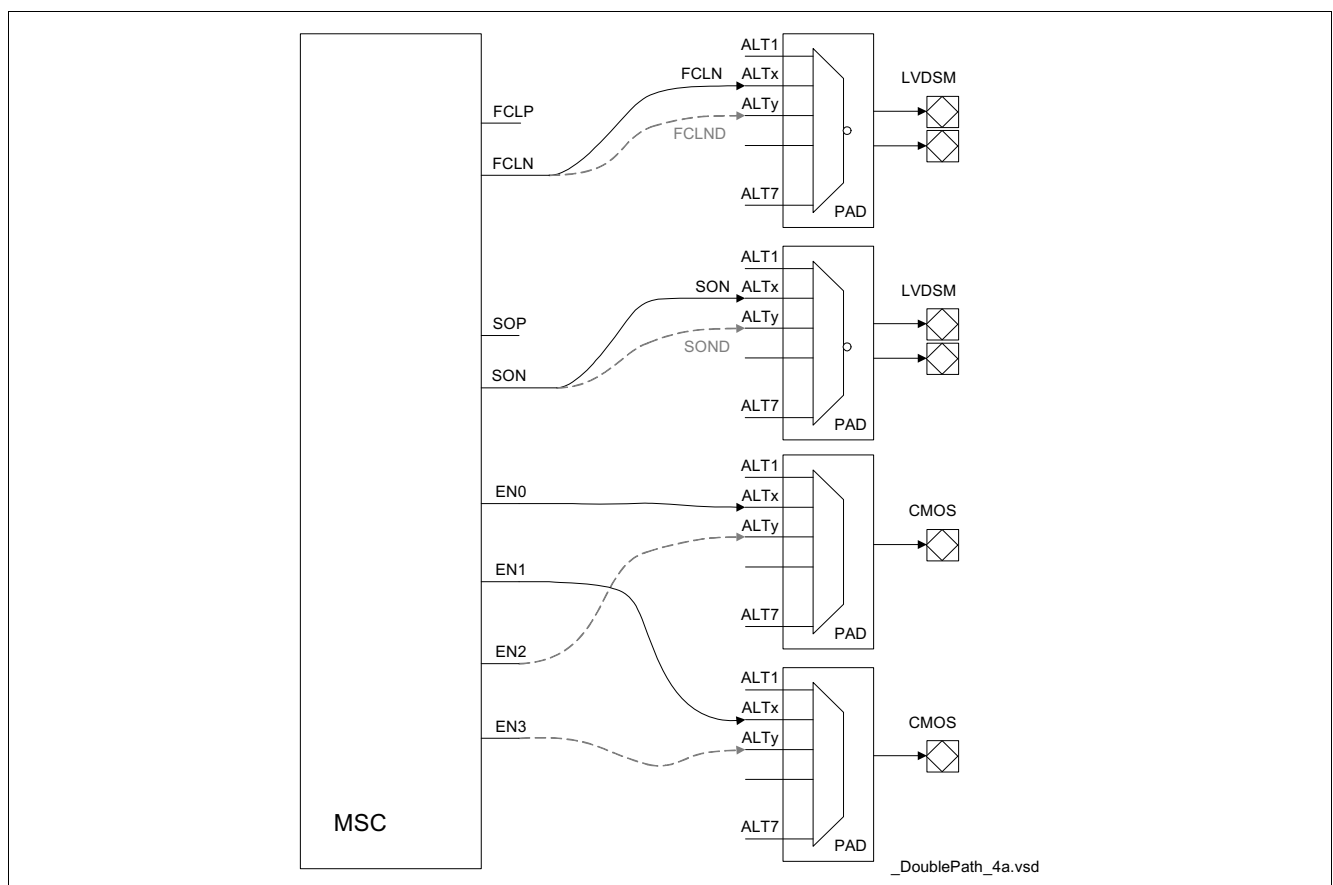 ALT1
FCLN ALTx
LVDSM
FCLP
ALTy
FCLND
FCLN
ALT7
PAD
ALT1
SON ALTx
LVDSM
SOP
ALTy
SOND
SON
ALT7
PAD
ALT1
EN0
ALTx
CMOS
ALTy
EN1
ALT7
PAD
EN2
ALT1
ALTx
EN3
CMOS
ALTy
MSC
ALT7
PAD
_DoublePath_4a.vsd